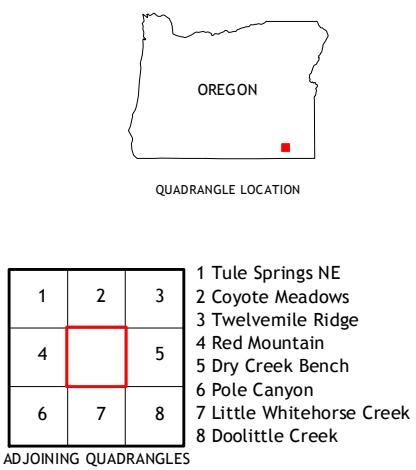 OREGON
QUADRANGLE LOCATION
1 2 3
4 5
6 7 8
ADJOINING QUADRANGLES
1 Tule Springs NE
2 Coyote Meadows
3 Twelvemile Ridge
4 Red Mountain
5 Dry Creek Bench
6 Pole Canyon
7 Little Whitehorse Creek
8 Doolittle Creek